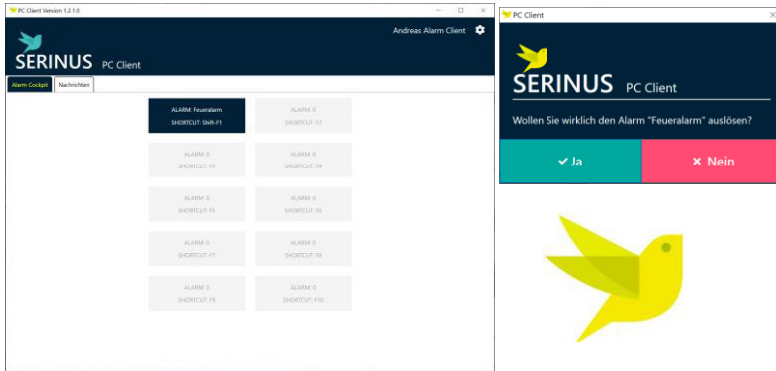 PC Client Version 1.2.1.0
Andreas Alarm Client
SERINUS PC Client
Alarm Cockpit
Nachrichten
ALARM: Feueralarm
SHORTCUT: Shift-F1
ALARM: 0
SHORTCUT: F2
ALARM: 0
SHORTCUT: F3
ALARM: 0
SHORTCUT: F4
ALARM: 0
SHORTCUT: F5
ALARM: 0
SHORTCUT: F6
ALARM: 0
SHORTCUT: F7
ALARM: 0
SHORTCUT: F8
ALARM: 0
SHORTCUT: F9
ALARM: 0
SHORTCUT: F10
PC Client
SERINUS PC Client
Wollen Sie wirklich den Alarm "Feueralarm" auslösen?
Ja
Nein